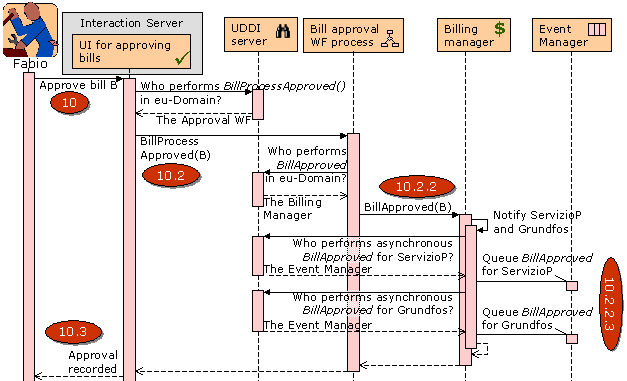 Interaction Server
UI for approving
bills
UDDI
server
Bill approval
WF process
Billing
manager
$
Event
Manager
Fabio
Approve bill B
10
Who performs BillProcessApproved()
in eu-Domain?
The Approval WF
BillProcess
Approved(B)
10.2
Who performs
BillApproved
in eu-Domain?
The Billing
Manager
10.2.2
BillApproved(B)
Notify ServizioP
and Grundfos
Who performs asynchronous
BillApproved for ServizioP?
The Event Manager
Queue BillApproved
for ServizioP
10.2.2.3
Who performs asynchronous
BillApproved for Grundfos?
The Event Manager
Queue BillApproved
for Grundfos
10.3
Approval
recorded